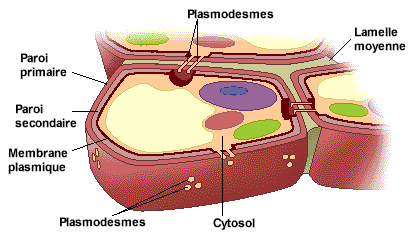 Plasmodesmes
Lamelle
moyenne
Paroi
primaire
Paroi
secondaire
Membrane
plasmique
Plasmodesmes
Cytosol